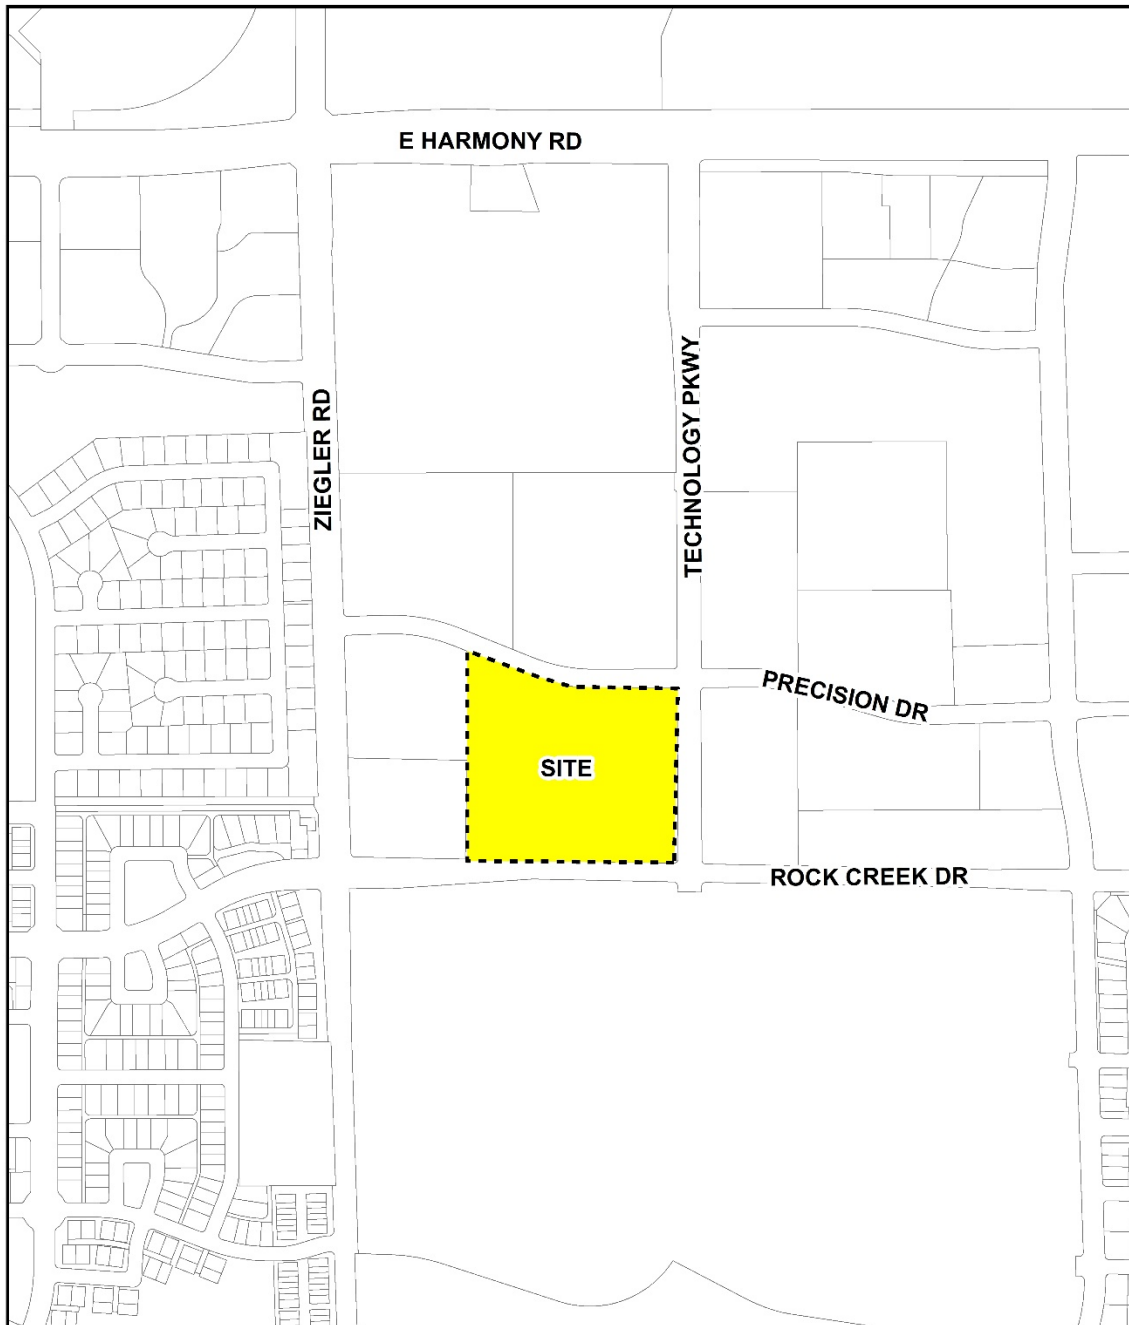 E HARMONY RD
ZIEGLER RD
TECHNOLOGY PKWY
PRECISION DR
SITE
ROCK CREEK DR